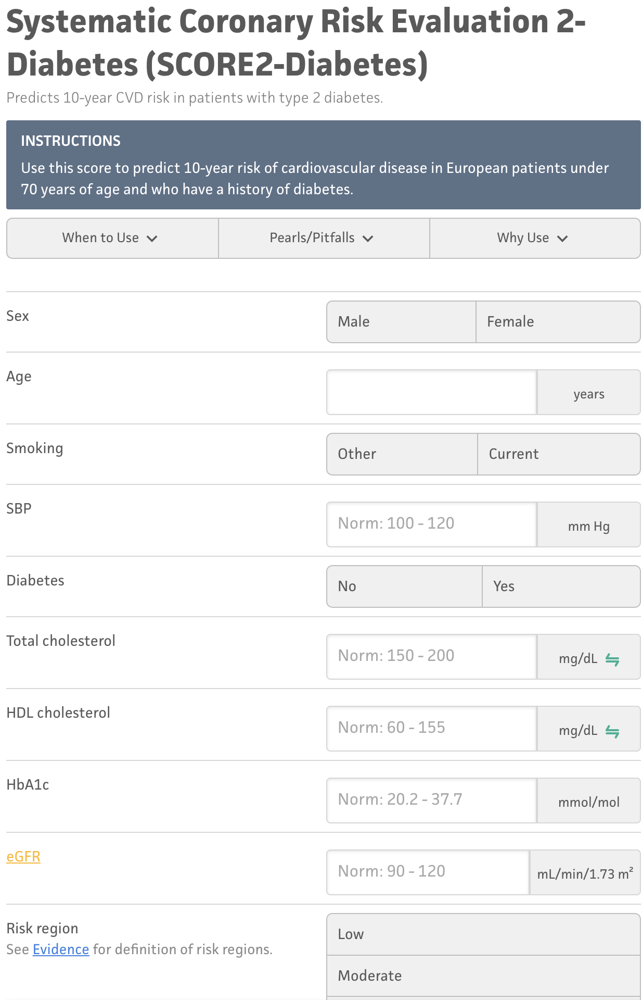 Systematic Coronary Risk Evaluation 2-
Diabetes (SCORE2-Diabetes)
Predicts 10-year CVD risk in patients with type 2 diabetes.
INSTRUCTIONS
Use this score to predict 10-year risk of cardiovascular disease in European patients under
70 years of age and who have a history of diabetes.
When to Use
Pearls/Pitfalls
Why Use
Sex
Male
Female
Age
years
Smoking
Other
Current
SBP
Norm: 100 - 120
mm Hg
Diabetes
No
Yes
Total cholesterol
Norm: 150 - 200
mg/dL
HDL cholesterol
Norm: 60 - 155
mg/dL
HbA1c
Norm: 20.2 - 37.7
mmol/mol
eGFR
Norm: 90 - 120
mL/min/1.73 m²
Risk region
See Evidence for definition of risk regions.
Low
Moderate